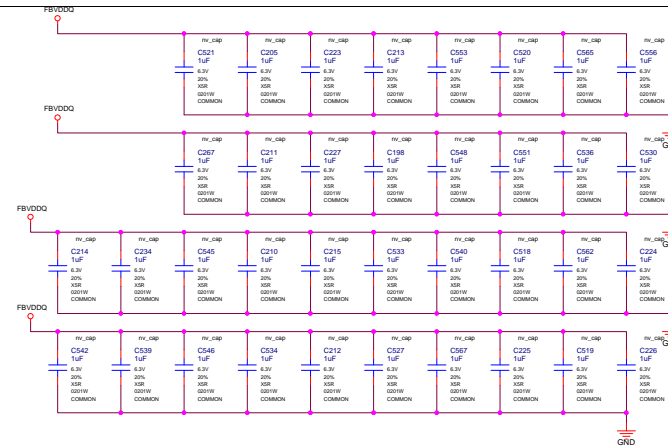 FBVDDQ
nv_cap nv_cap nv_cap nv_cap nv_cap nv_cap nv_cap nv_cap
C521 C205 C223 C213 C553 C520 C565 C556
1uF 1uF 1uF 1uF 1uF 1uF 1uF 1uF
6.3V 6.3V 6.3V 6.3V 6.3V 6.3V 6.3V 6.3V
20% 20% 20% 20% 20% 20% 20% 20%
X5R X5R X5R X5R X5R X5R X5R X5R
0201W 0201W 0201W 0201W 0201W 0201W 0201W 0201W
COMMON COMMON COMMON COMMON COMMON COMMON COMMON COMMON
FBVDDQ
nv_cap nv_cap nv_cap nv_cap nv_cap nv_cap nv_cap nv_cap
C267 C211 C227 C198 C548 C551 C536 C530
1uF 1uF 1uF 1uF 1uF 1uF 1uF 1uF
6.3V 6.3V 6.3V 6.3V 6.3V 6.3V 6.3V 6.3V
20% 20% 20% 20% 20% 20% 20% 20%
X5R X5R X5R X5R X5R X5R X5R X5R
0201W 0201W 0201W 0201W 0201W 0201W 0201W 0201W
COMMON COMMON COMMON COMMON COMMON COMMON COMMON COMMON
FBVDDQ
nv_cap nv_cap nv_cap nv_cap nv_cap nv_cap nv_cap nv_cap nv_cap nv_cap
C214 C234 C545 C210 C215 C533 C540 C518 C562 C224
1uF 1uF 1uF 1uF 1uF 1uF 1uF 1uF 1uF 1uF
6.3V 6.3V 6.3V 6.3V 6.3V 6.3V 6.3V 6.3V 6.3V 6.3V
20% 20% 20% 20% 20% 20% 20% 20% 20% 20%
X5R X5R X5R X5R X5R X5R X5R X5R X5R X5R
0201W 0201W 0201W 0201W 0201W 0201W 0201W 0201W 0201W 0201W
COMMON COMMON COMMON COMMON COMMON COMMON COMMON COMMON COMMON COMMON
FBVDDQ
nv_cap nv_cap nv_cap nv_cap nv_cap nv_cap nv_cap nv_cap nv_cap nv_cap
C542 C539 C546 C534 C212 C527 C567 C225 C519 C226
1uF 1uF 1uF 1uF 1uF 1uF 1uF 1uF 1uF 1uF
6.3V 6.3V 6.3V 6.3V 6.3V 6.3V 6.3V 6.3V 6.3V 6.3V
20% 20% 20% 20% 20% 20% 20% 20% 20% 20%
X5R X5R X5R X5R X5R X5R X5R X5R X5R X5R
0201W 0201W 0201W 0201W 0201W 0201W 0201W 0201W 0201W 0201W
COMMON COMMON COMMON COMMON COMMON COMMON COMMON COMMON COMMON COMMON
GND